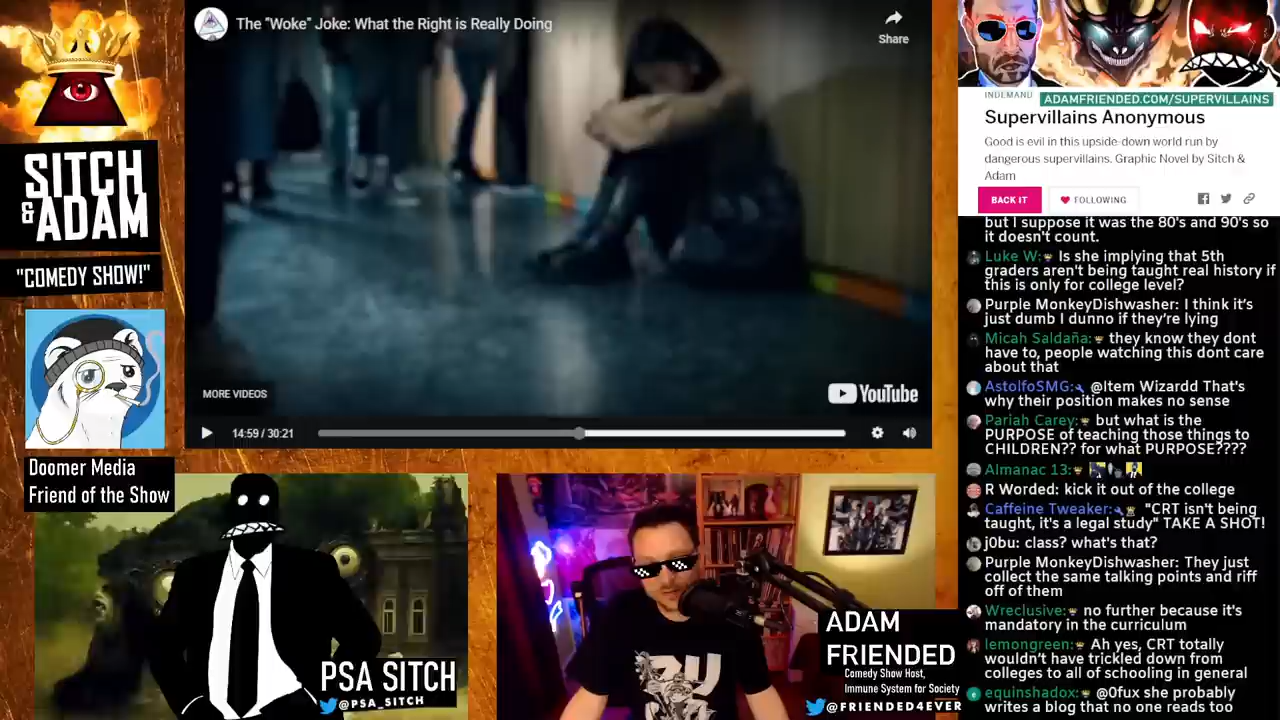 The "Woke" Joke: What the Right is Really Doing
Share
MORE VIDEOS
YouTube
14:59 / 30:21
SITCH
& ADAM
"COMEDY SHOW!"
Doomer Media
Friend of the Show
PSA SITCH
@PSA_SITCH
ADAM
FRIENDED
Comedy Show Host,
Immune System for Society
@FRIENDED4EVER
INDEMAND
ADAMFRIENDED.COM/SUPERVILLAINS
Supervillains Anonymous
Good is evil in this upside-down world run by
dangerous supervillains. Graphic Novel by Sitch &
Adam
BACK IT
FOLLOWING
but I suppose it was the 80's and 90's so
it doesn't count.
Luke W: Is she implying that 5th
graders aren't being taught real history if
this is only for college level?
Purple MonkeyDishwasher: I think it's
just dumb I dunno if they're lying
Micah Saldaña: they know they dont
have to, people watching this dont care
about that
AstolfoSMG: @Item Wizardd That's
why their position makes no sense
Pariah Carey: but what is the
PURPOSE of teaching those things to
CHILDREN?? for what PURPOSE????
Almanac 13:
R Worded: kick it out of the college
Caffeine Tweaker: "CRT isn't being
taught, it's a legal study" TAKE A SHOT!
j0bu: class? what's that?
Purple MonkeyDishwasher: They just
collect the same talking points and riff
off of them
Wreclusive: no further because it's
mandatory in the curriculum
lemongreen: Ah yes, CRT totally
wouldn't have trickled down from
colleges to all of schooling in general
equinshadox: @0fux she probably
writes a blog that no one reads too